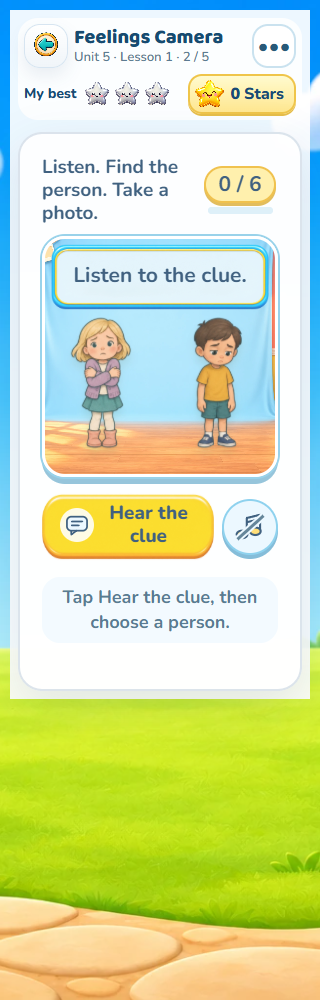 Feelings Camera
Unit 5 · Lesson 1 · 2 / 5
My best
0 Stars
Listen. Find the
person. Take a
photo.
0 / 6
Listen to the clue.
Hear the
clue
Tap Hear the clue, then
choose a person.